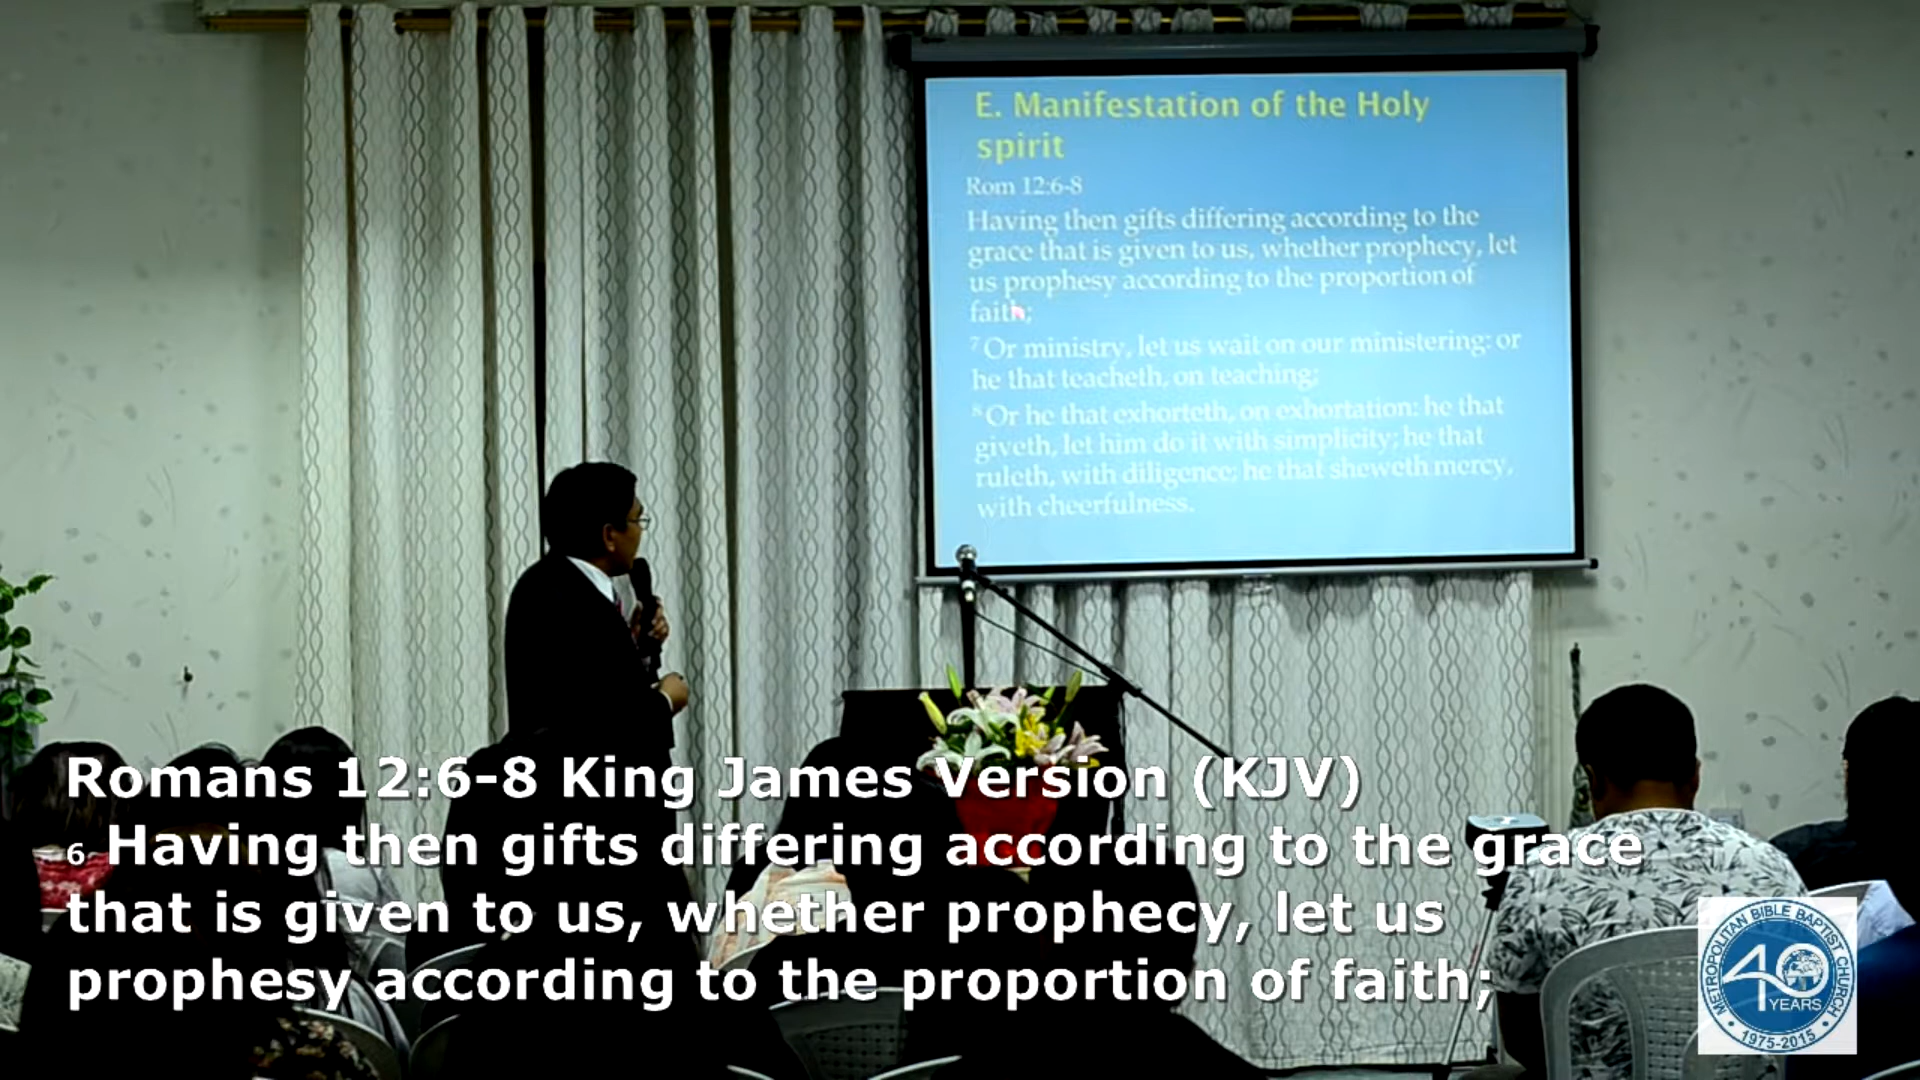 E. Manifestation of the Holy
spirit
Rom 12:6-8
Having then gifts differing according to the
grace that is given to us, whether prophecy, let
us prophesy according to the proportion of
faith;
7 Or ministry, let us wait on our ministering: or
he that teacheth, on teaching;
8 Or he that exhorteth, on exhortation: he that
giveth, let him do it with simplicity; he that
ruleth, with diligence; he that sheweth mercy,
with cheerfulness.
Romans 12:6-8 King James Version (KJV)
6 Having then gifts differing according to the grace
that is given to us, whether prophecy, let us
prophesy according to the proportion of faith;
METROPOLITAN BIBLE BAPTIST CHURCH
40
YEARS
• 1975-2015 •